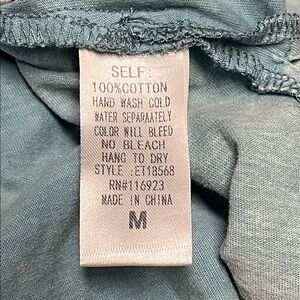 SELF:
100%COTTON
HAND WASH COLD
WATER SEPARAATELY
COLOR WILL BLEED
NO BLEACH
HANG TO DRY
STYLE :ET18568
RN#116923
MADE IN CHINA
M